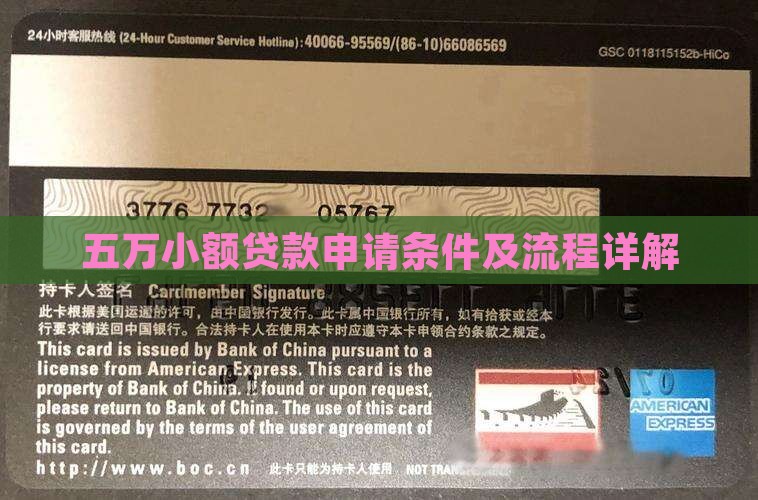 24小时客服热线 (24-Hour Customer Service Hotline):40066-95569/(86-10)66086569
GSC 0118115152b-HiCo
3776 7732 05767
五万小额贷款申请条件及流程详解
持卡人签名 Cardmember Signature
此卡根据美国运通的许可，由中国银行发行。此卡属中国银行所有，如有拾获或经本
行要求请送回中国银行。合法持卡人在使用本卡时应遵守本卡申领合约条款之规定。
This card is issued by Bank of China pursuant to a
license from American Express. This card is the
property of Bank of China. If found or upon request,
please return to Bank of China. The use of this card
is governed by the terms of the user agreement of
this card.
AMERICAN
EXPRESS
http://www.boc.cn 此卡只能为持卡人使用 NOT